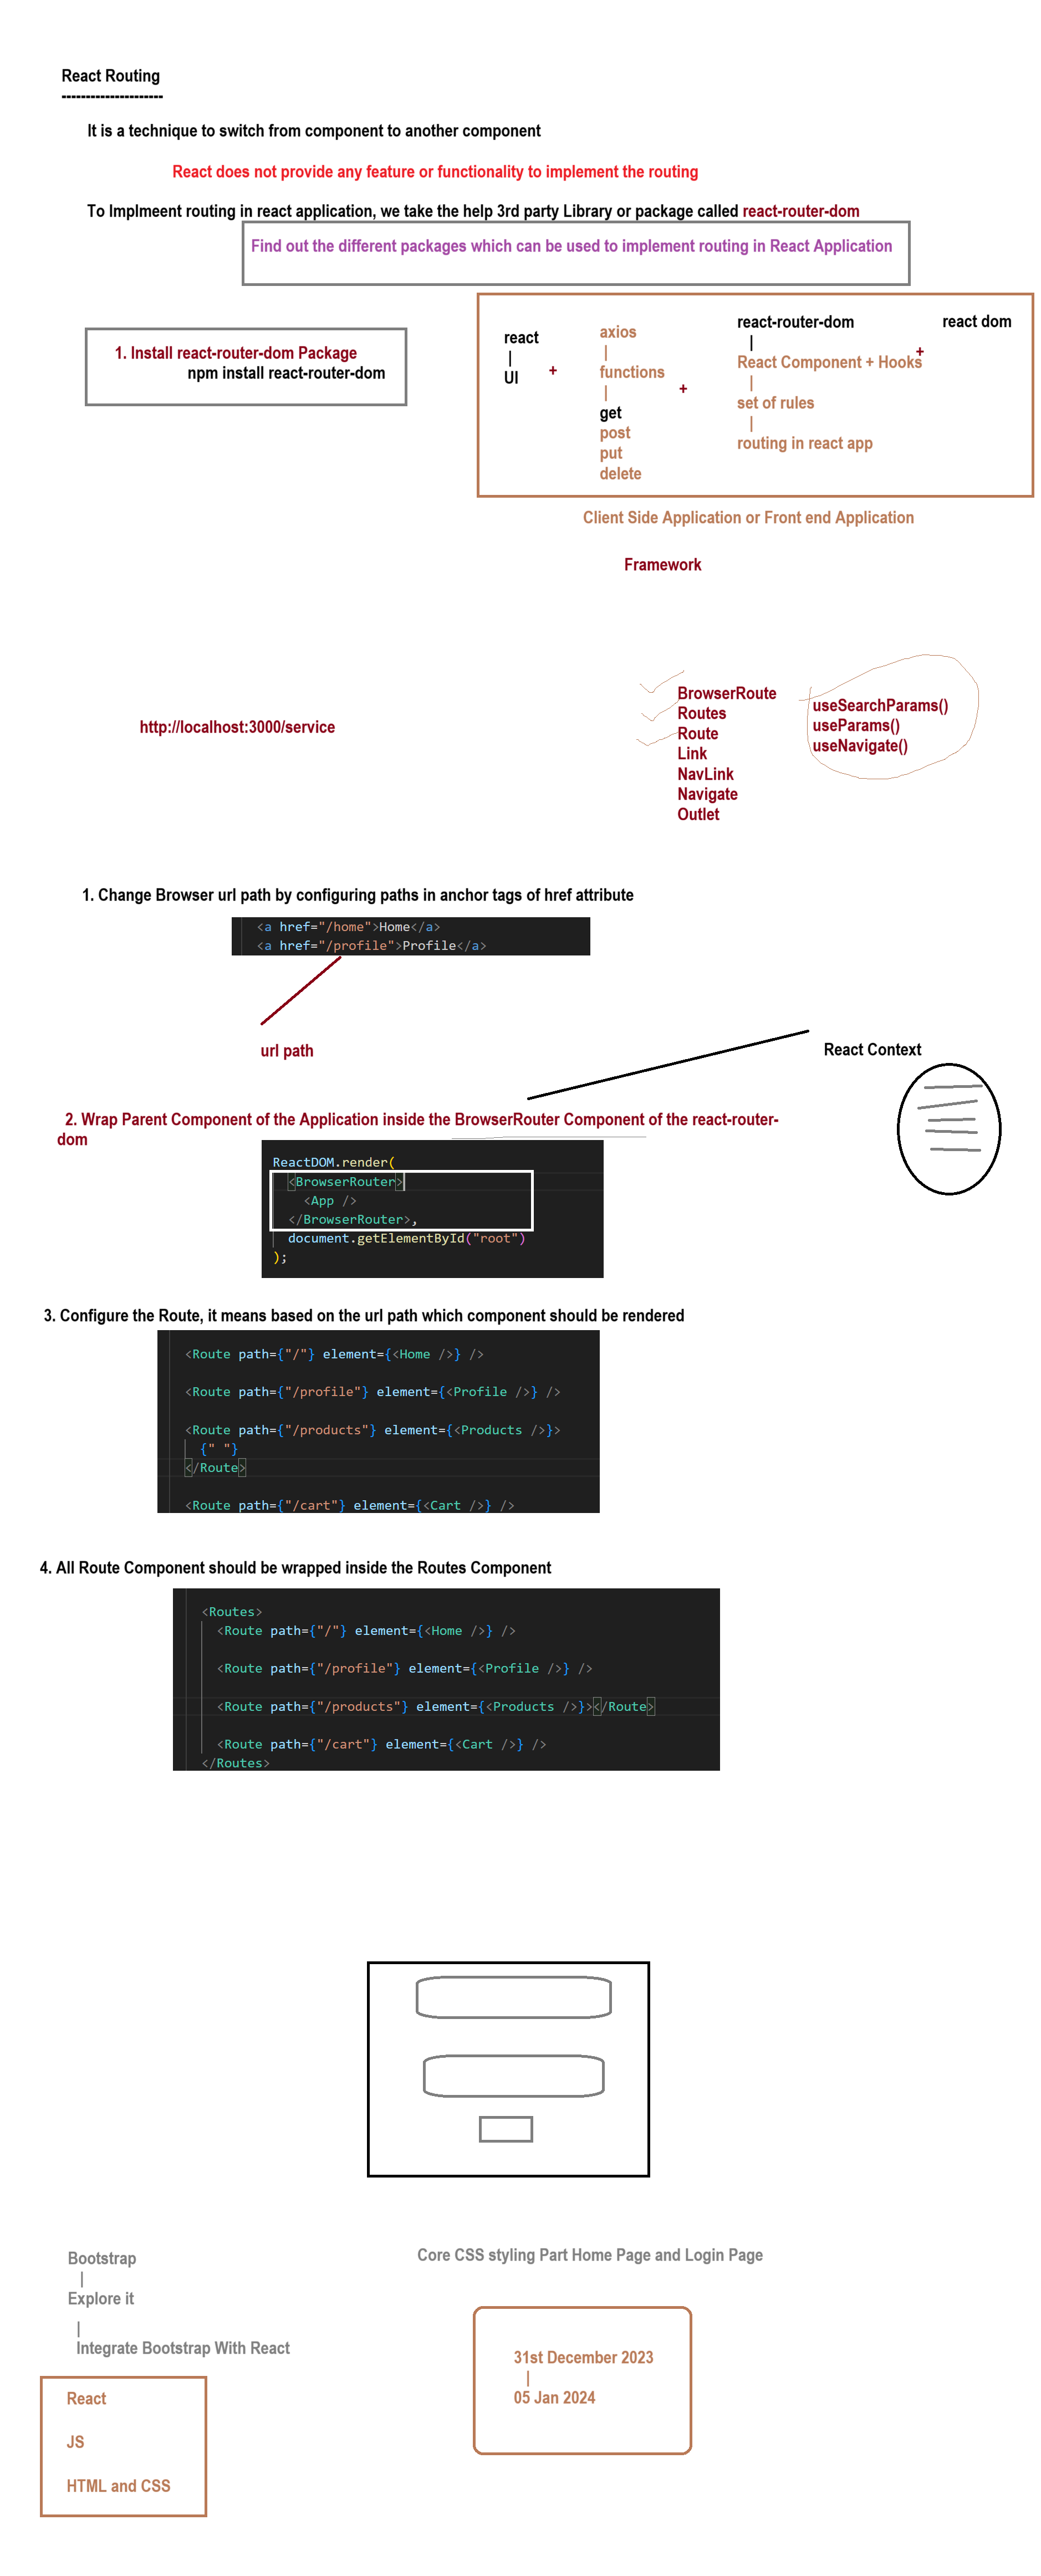 React Routing
---------------------
It is a technique to switch from component to another component
React does not provide any feature or functionality to implement the routing
To Implmeent routing in react application, we take the help 3rd party Library or package called react-router-dom
Find out the different packages which can be used to implement routing in React Application
1. Install react-router-dom Package
npm install react-router-dom
react
|
UI
+
axios
|
functions
|
get
post
put
delete
+
react-router-dom
|
React Component + Hooks
|
set of rules
|
routing in react app
+
react dom
Client Side Application or Front end Application
Framework
http://localhost:3000/service
BrowserRoute
Routes
Route
Link
NavLink
Navigate
Outlet
useSearchParams()
useParams()
useNavigate()
1. Change Browser url path by configuring paths in anchor tags of href attribute
<a href="/home">Home</a>
<a href="/profile">Profile</a>
url path
React Context
2. Wrap Parent Component of the Application inside the BrowserRouter Component of the react-router-
dom
ReactDOM.render(
<BrowserRouter>
<App />
</BrowserRouter>,
document.getElementById("root")
);
3. Configure the Route, it means based on the url path which component should be rendered
<Route path={"/"} element={<Home />} />
<Route path={"/profile"} element={<Profile />} />
<Route path={"/products"} element={<Products />}>
{" "}
</Route>
<Route path={"/cart"} element={<Cart />} />
4. All Route Component should be wrapped inside the Routes Component
<Routes>
<Route path={"/"} element={<Home />} />
<Route path={"/profile"} element={<Profile />} />
<Route path={"/products"} element={<Products />}></Route>
<Route path={"/cart"} element={<Cart />} />
</Routes>
Bootstrap
|
Explore it
|
Integrate Bootstrap With React
Core CSS styling Part Home Page and Login Page
31st December 2023
|
05 Jan 2024
React
JS
HTML and CSS